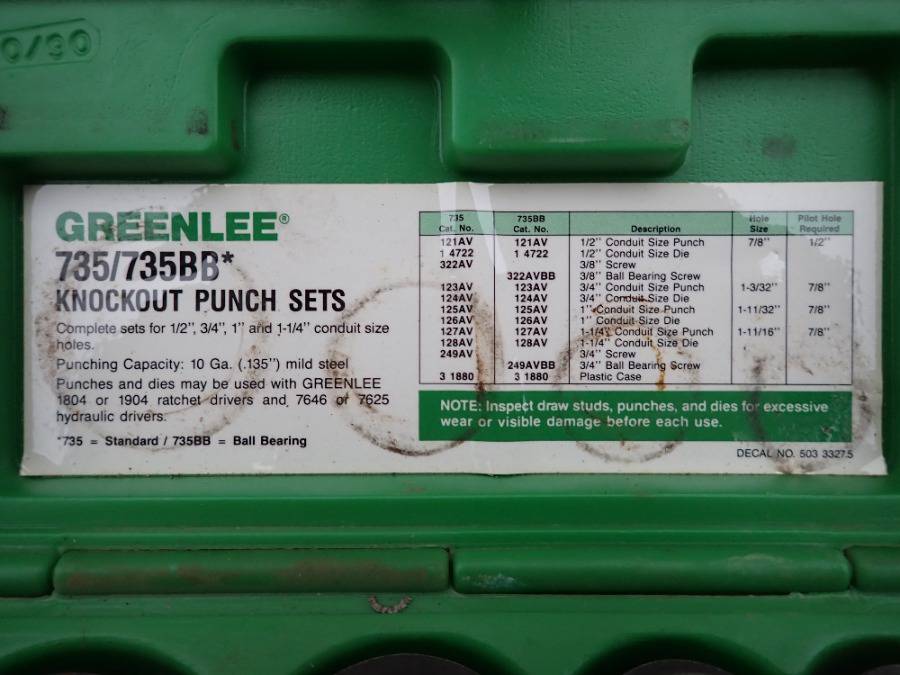 0/30
GREENLEE®
735/735BB*
KNOCKOUT PUNCH SETS
Complete sets for 1/2", 3/4", 1" and 1-1/4" conduit size
holes.
Punching Capacity: 10 Ga. (.135") mild steel
Punches and dies may be used with GREENLEE
1804 or 1904 ratchet drivers and 7646 or 7625
hydraulic drivers.
*735 = Standard / 735BB = Ball Bearing
735 735BB Hole Pilot Hole
Cat. No. Cat. No. Description Size Required
121AV 121AV 1/2" Conduit Size Punch 7/8" 1/2"
1 4722 1 4722 1/2" Conduit Size Die
322AV 3/8" Screw
322AVBB 3/8" Ball Bearing Screw
123AV 123AV 3/4" Conduit Size Punch 1-3/32" 7/8"
124AV 124AV 3/4" Conduit Size Die
125AV 125AV 1" Conduit Size Punch 1-11/32" 7/8"
126AV 126AV 1" Conduit Size Die
127AV 127AV 1-1/4" Conduit Size Punch 1-11/16" 7/8"
128AV 128AV 1-1/4" Conduit Size Die
249AV 3/4" Screw
249AVBB 3/4" Ball Bearing Screw
3 1880 3 1880 Plastic Case
NOTE: Inspect draw studs, punches, and dies for excessive
wear or visible damage before each use.
DECAL NO. 503 3327.5